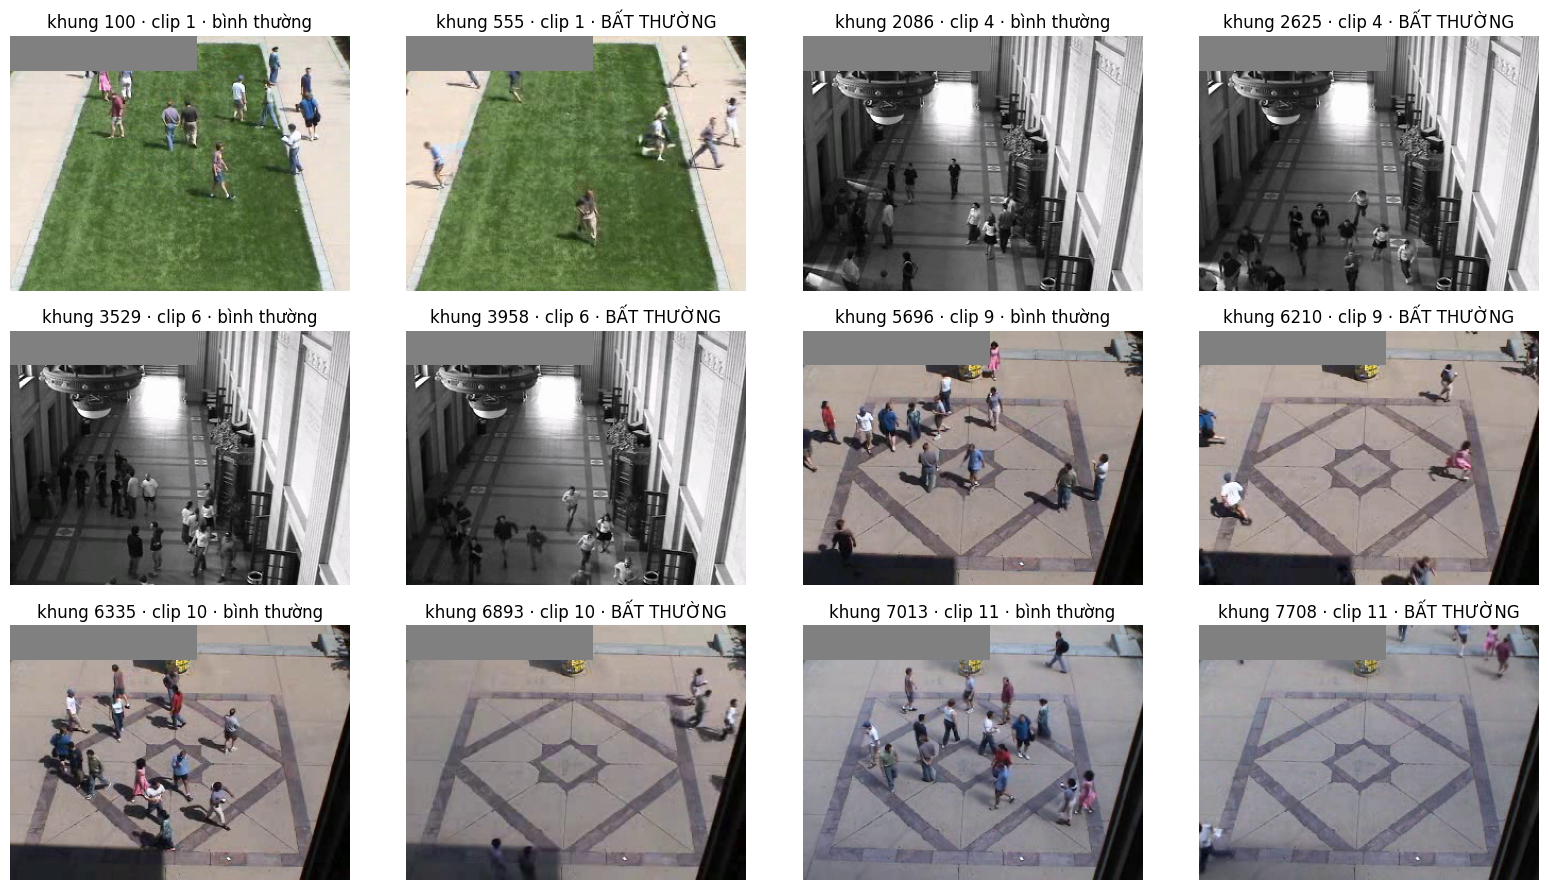 khung 100 · clip 1 · bình thường
khung 555 · clip 1 · BẤT THƯỜNG
khung 2086 · clip 4 · bình thường
khung 2625 · clip 4 · BẤT THƯỜNG
khung 3529 · clip 6 · bình thường
khung 3958 · clip 6 · BẤT THƯỜNG
khung 5696 · clip 9 · bình thường
khung 6210 · clip 9 · BẤT THƯỜNG
khung 6335 · clip 10 · bình thường
khung 6893 · clip 10 · BẤT THƯỜNG
khung 7013 · clip 11 · bình thường
khung 7708 · clip 11 · BẤT THƯỜNG